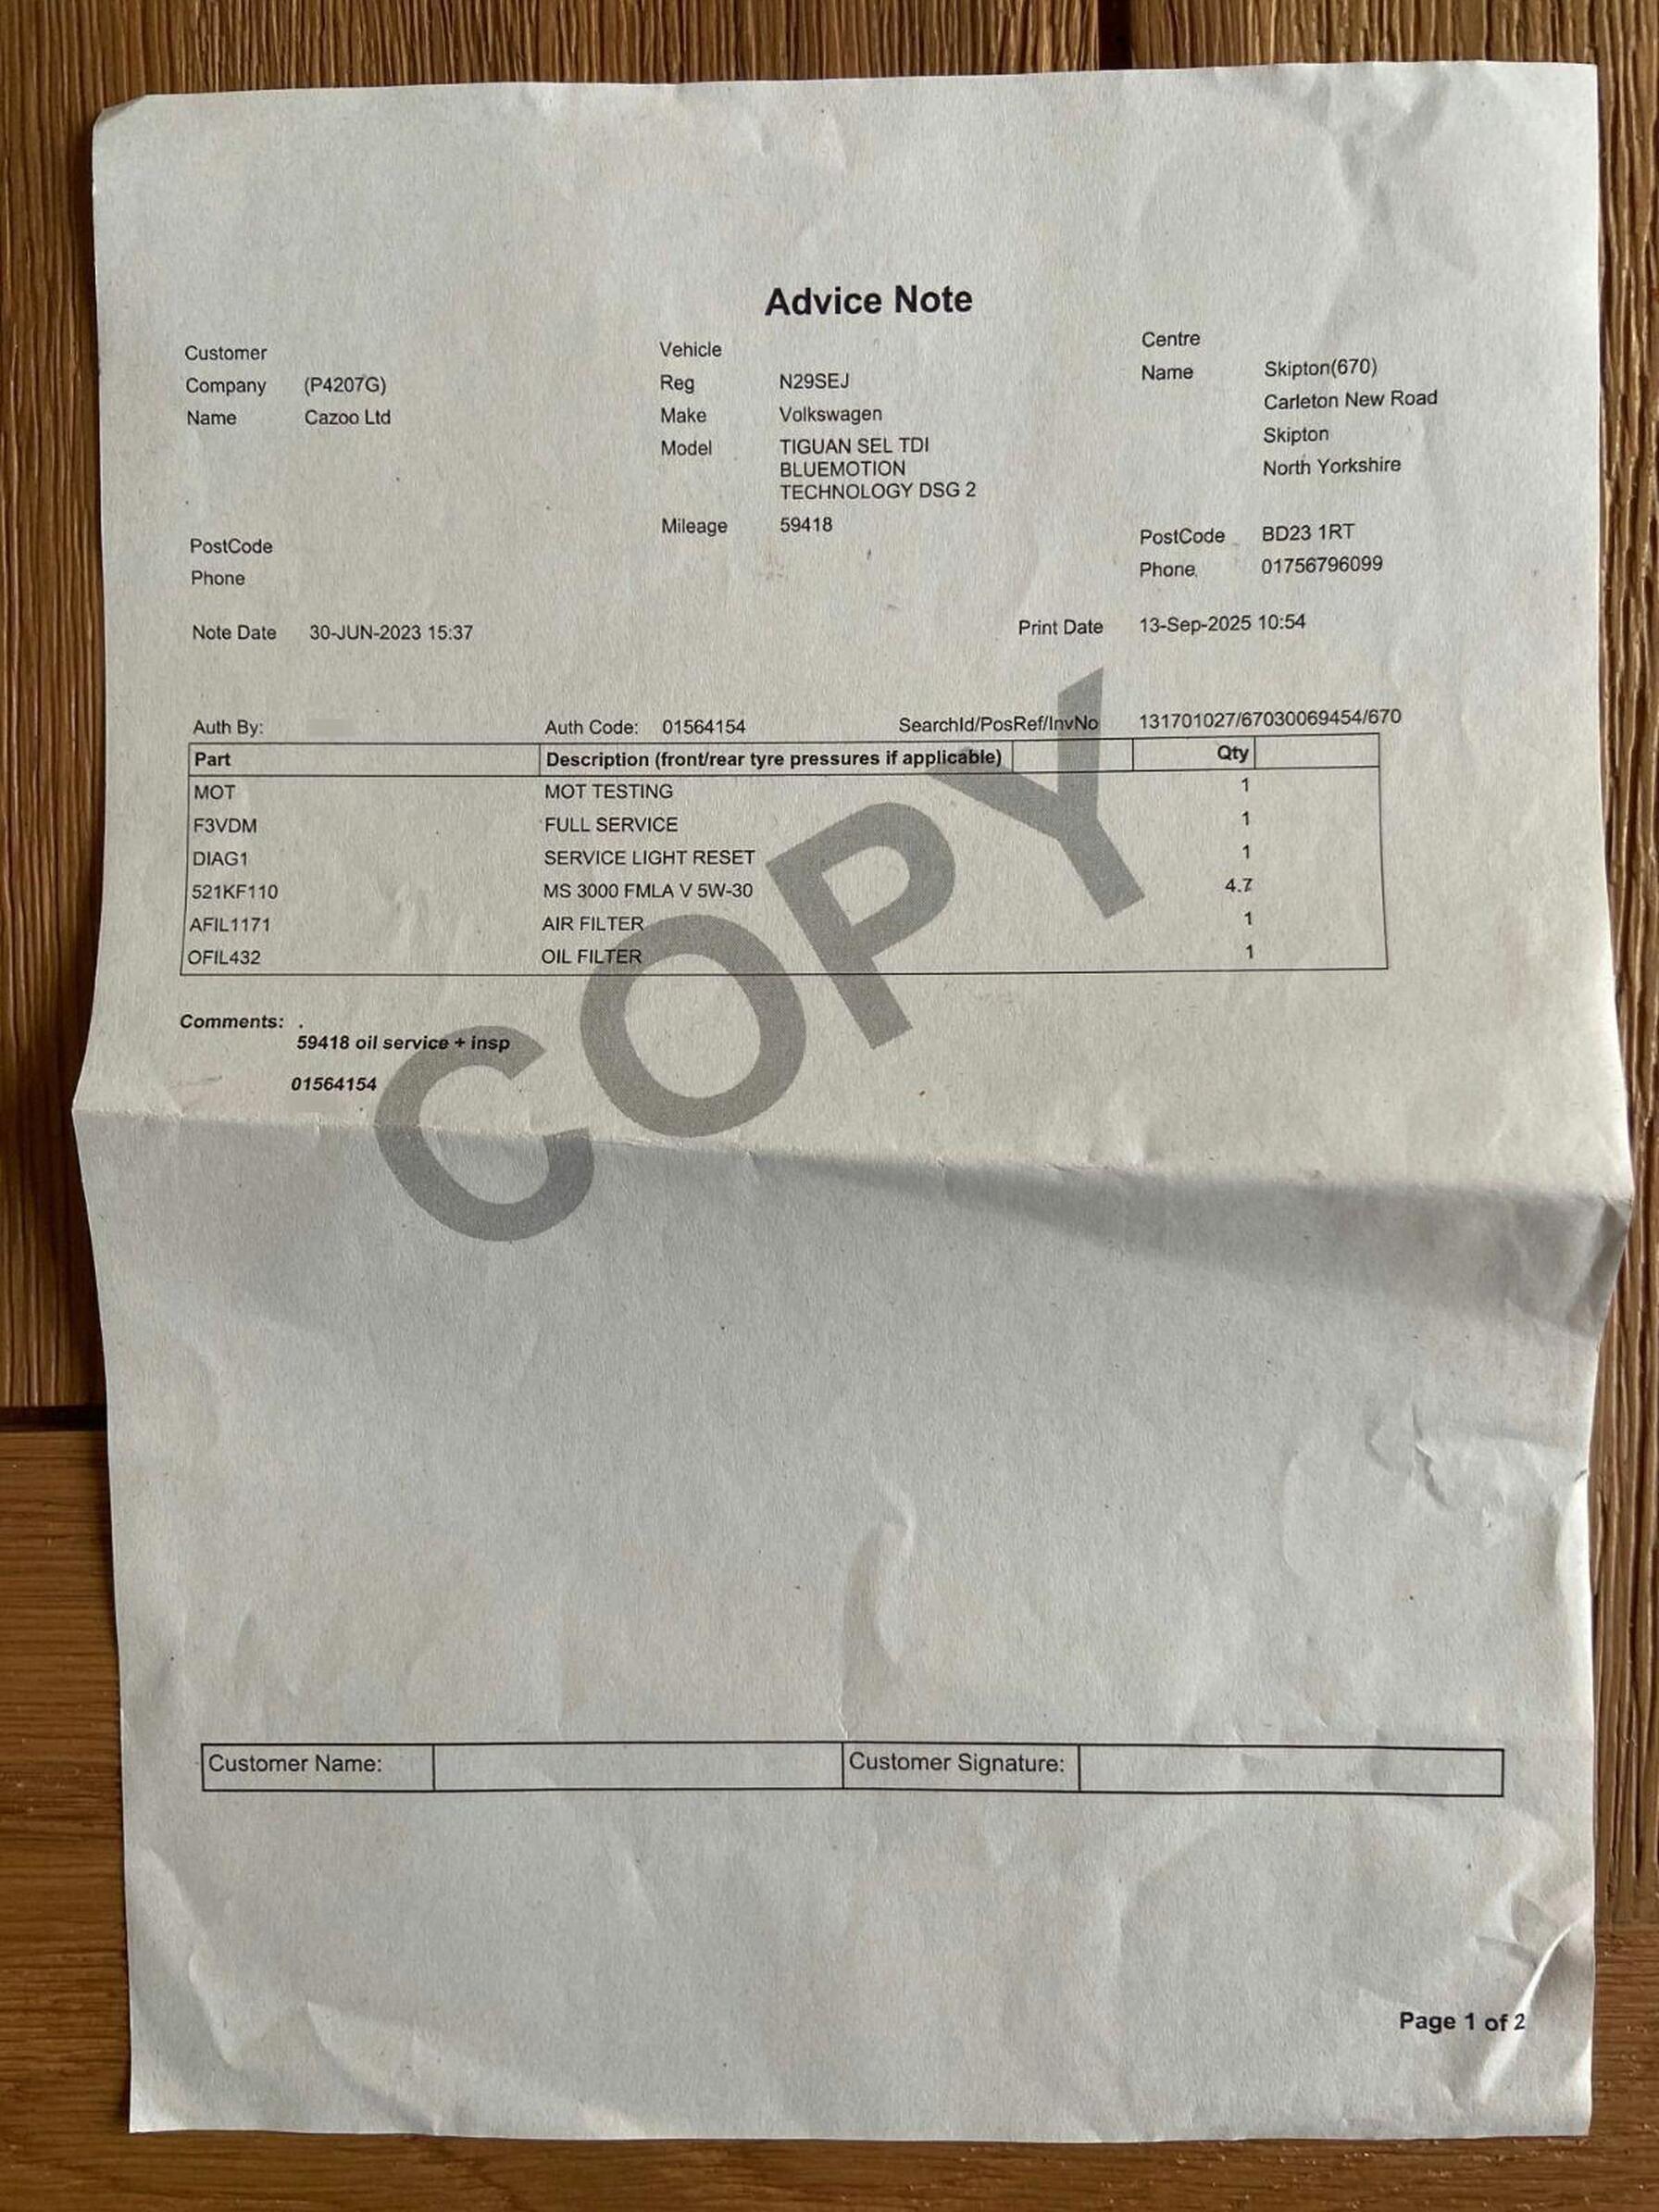 Advice Note
Customer
Company (P4207G)
Name Cazoo Ltd
PostCode
Phone
Vehicle
Reg N29SEJ
Make Volkswagen
Model TIGUAN SEL TDI
BLUEMOTION
TECHNOLOGY DSG 2
Mileage 59418
Centre
Name Skipton(670)
Carleton New Road
Skipton
North Yorkshire
PostCode BD23 1RT
Phone 01756796099
Note Date 30-JUN-2023 15:37 Print Date 13-Sep-2025 10:54
Auth By: Auth Code: 01564154 SearchId/PosRef/InvNo 131701027/67030069454/670
Part Description (front/rear tyre pressures if applicable) Qty
MOT MOT TESTING 1
F3VDM FULL SERVICE 1
DIAG1 SERVICE LIGHT RESET 1
521KF110 MS 3000 FMLA V 5W-30 4.7
AFIL1171 AIR FILTER 1
OFIL432 OIL FILTER 1
Comments: .
59418 oil service + insp
01564154
COPY
Customer Name: Customer Signature:
Page 1 of 2